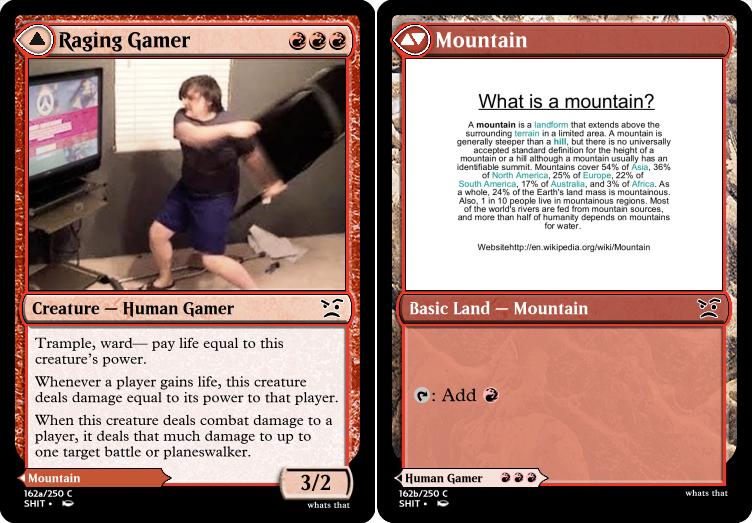 Raging Gamer
Creature — Human Gamer
Trample, ward— pay life equal to this
creature's power.
Whenever a player gains life, this creature
deals damage equal to its power to that player.
When this creature deals combat damage to a
player, it deals that much damage to up to
one target battle or planeswalker.
Mountain
3/2
162a/250 C
SHIT •
whats that
Mountain
What is a mountain?
A mountain is a landform that extends above the
surrounding terrain in a limited area. A mountain is
generally steeper than a hill, but there is no universally
accepted standard definition for the height of a
mountain or a hill although a mountain usually has an
identifiable summit. Mountains cover 54% of Asia, 36%
of North America, 25% of Europe, 22% of
South America, 17% of Australia, and 3% of Africa. As
a whole, 24% of the Earth's land mass is mountainous.
Also, 1 in 10 people live in mountainous regions. Most
of the world's rivers are fed from mountain sources,
and more than half of humanity depends on mountains
for water.
Websitehttp://en.wikipedia.org/wiki/Mountain
Basic Land — Mountain
: Add
Human Gamer
162b/250 C
SHIT •
whats that